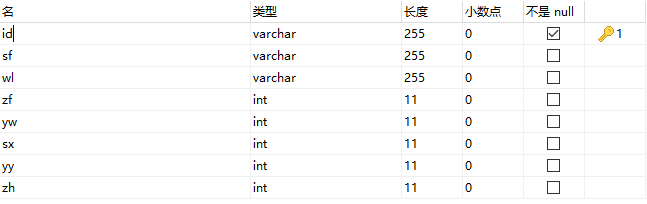 名 类型 长度 小数点 不是 null
id varchar 255 0 1
sf varchar 255 0
wl varchar 255 0
zf int 11 0
yw int 11 0
sx int 11 0
yy int 11 0
zh int 11 0